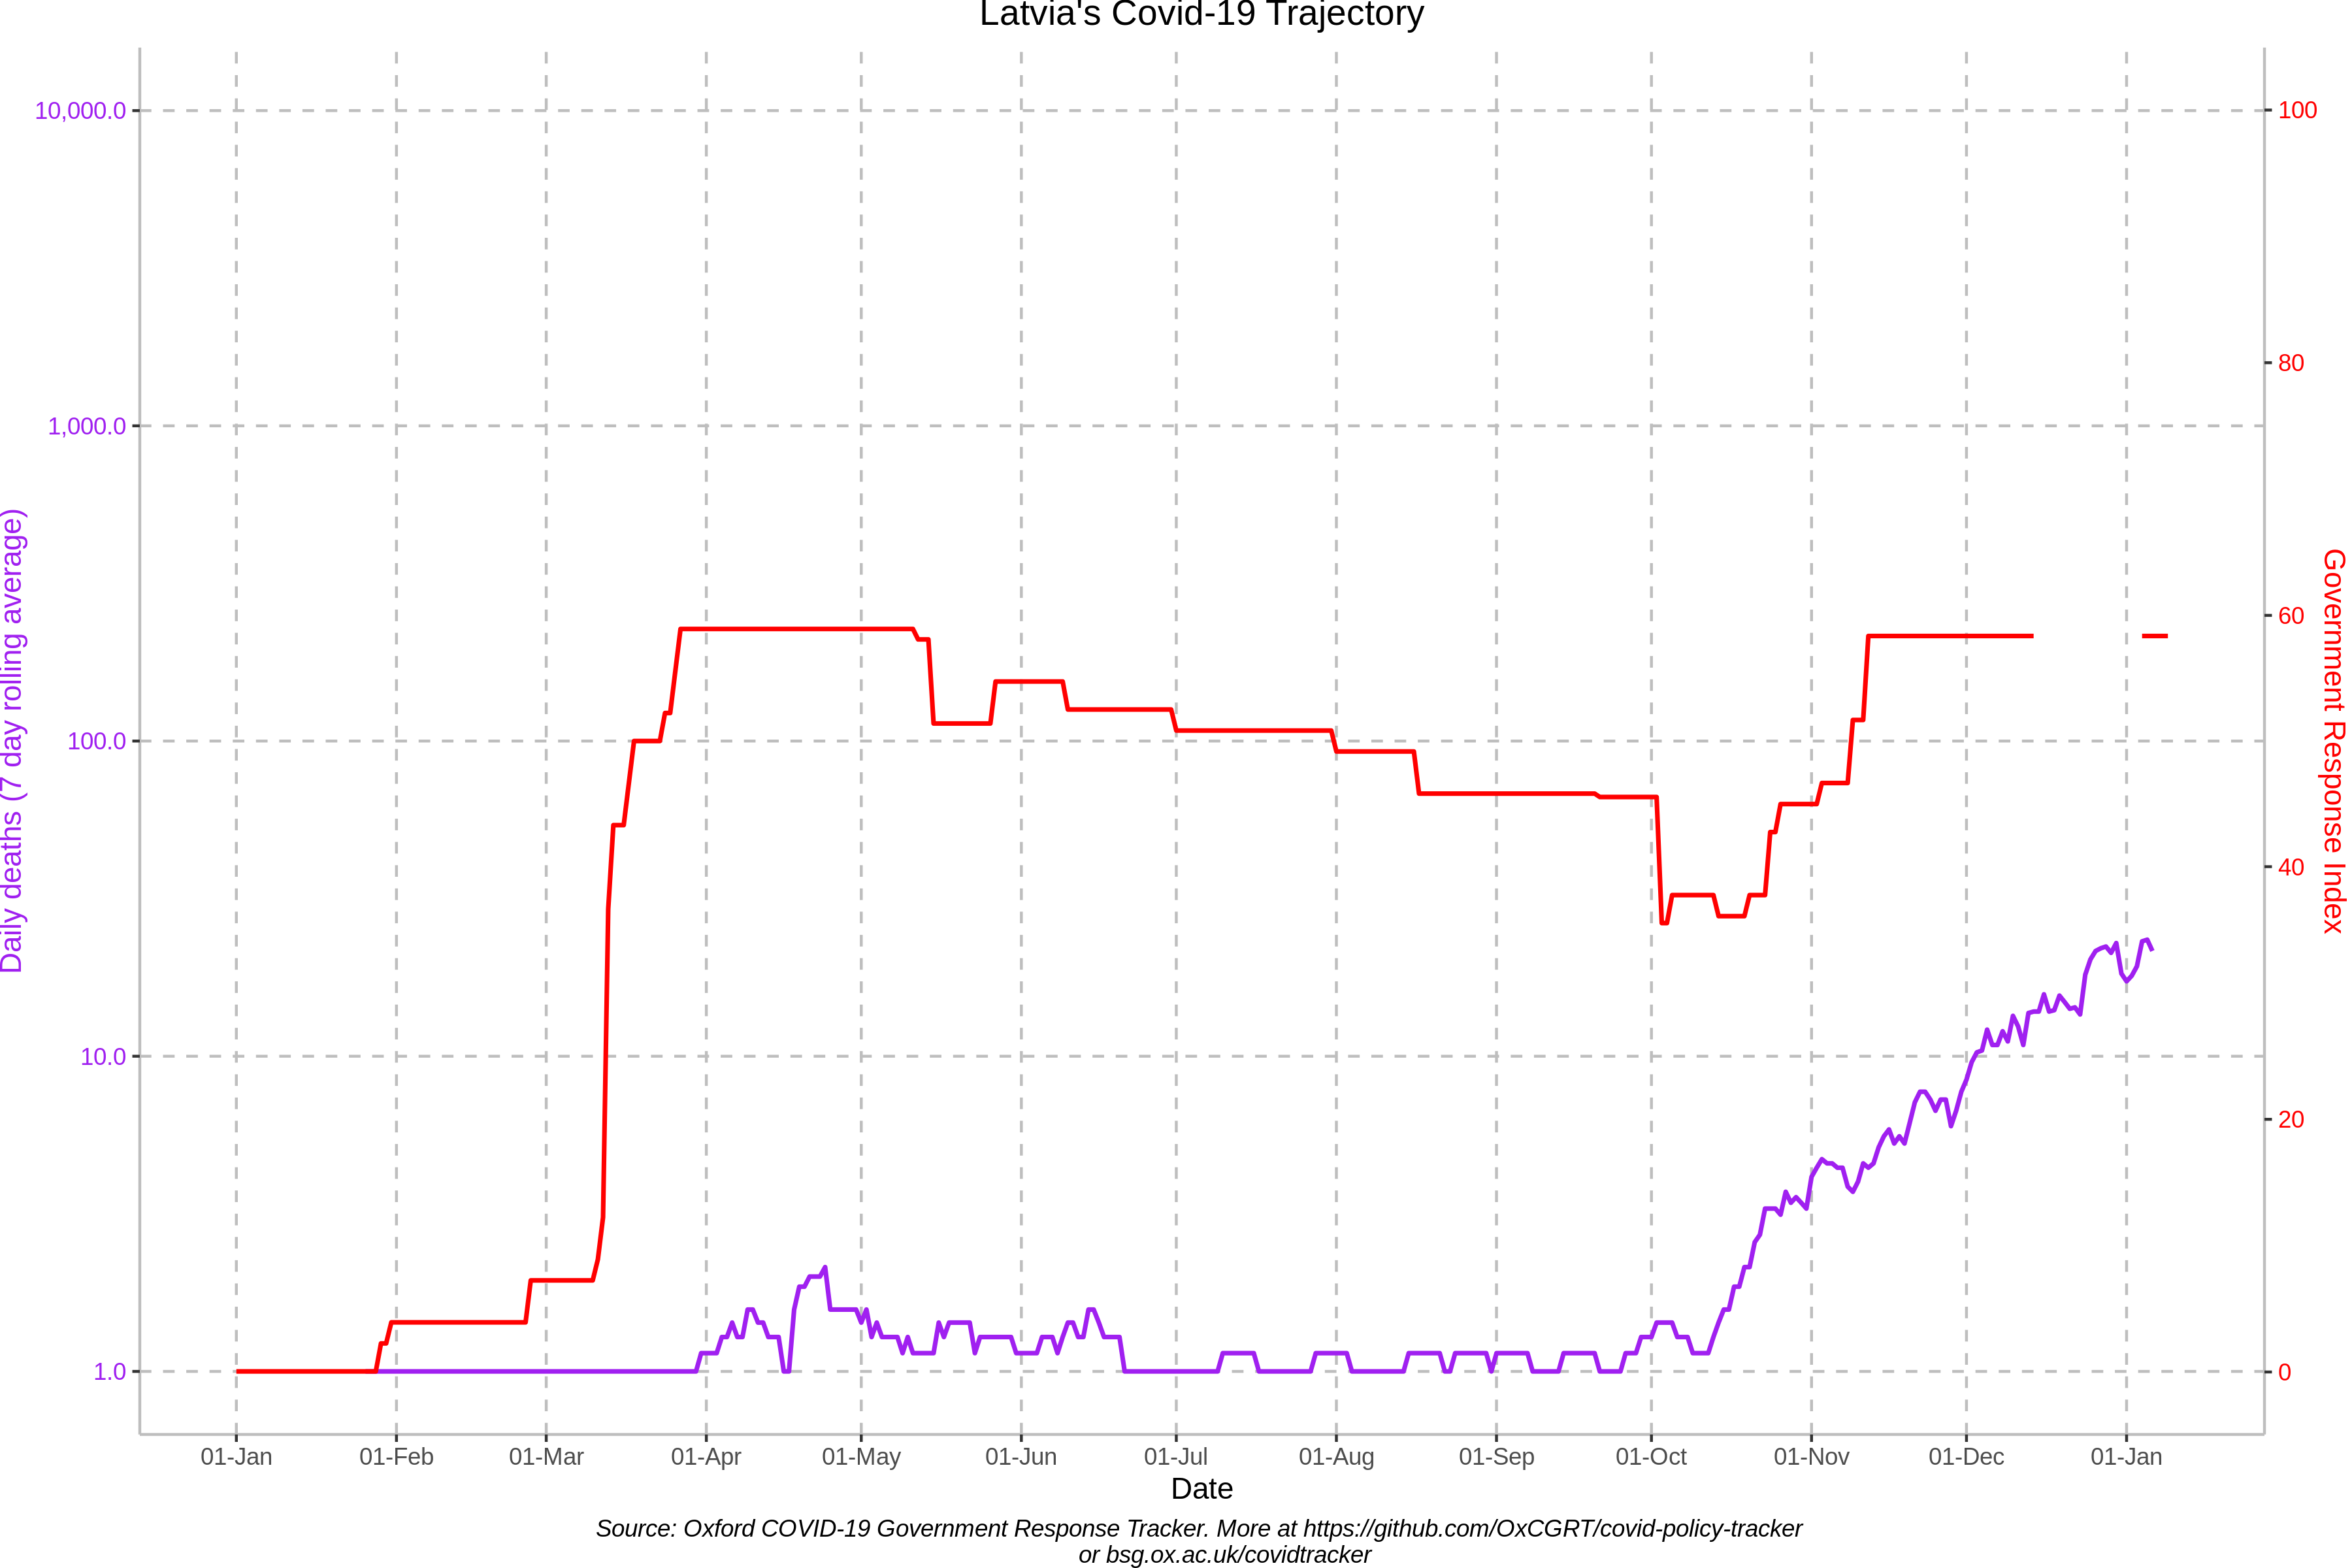 Latvia's Covid-19 Trajectory
10,000.0
1,000.0
100.0
10.0
1.0
Daily deaths (7 day rolling average)
100
80
60
40
20
0
Government Response Index
01-Jan 01-Feb 01-Mar 01-Apr 01-May 01-Jun 01-Jul 01-Aug 01-Sep 01-Oct 01-Nov 01-Dec 01-Jan
Date
Source: Oxford COVID-19 Government Response Tracker. More at https://github.com/OxCGRT/covid-policy-tracker
or bsg.ox.ac.uk/covidtracker